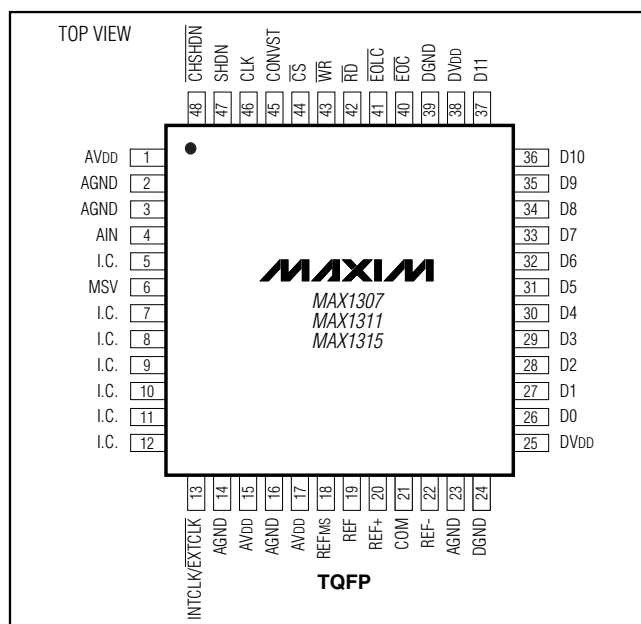 TOP VIEW
CHSHDN
SHDN
CLK
CONVST
CS
WR
RD
EOLC
EOC
DGND
DVDD
D11
48 47 46 45 44 43 42 41 40 39 38 37
AVDD 1
AGND 2
AGND 3
AIN 4
I.C. 5
MSV 6
I.C. 7
I.C. 8
I.C. 9
I.C. 10
I.C. 11
I.C. 12
MAXIM
MAX1307
MAX1311
MAX1315
36 D10
35 D9
34 D8
33 D7
32 D6
31 D5
30 D4
29 D3
28 D2
27 D1
26 D0
25 DVDD
13 14 15 16 17 18 19 20 21 22 23 24
INTCLK/EXTCLK
AGND
AVDD
AGND
AVDD
REFMS
REF
REF+
COM
REF-
AGND
DGND
TQFP